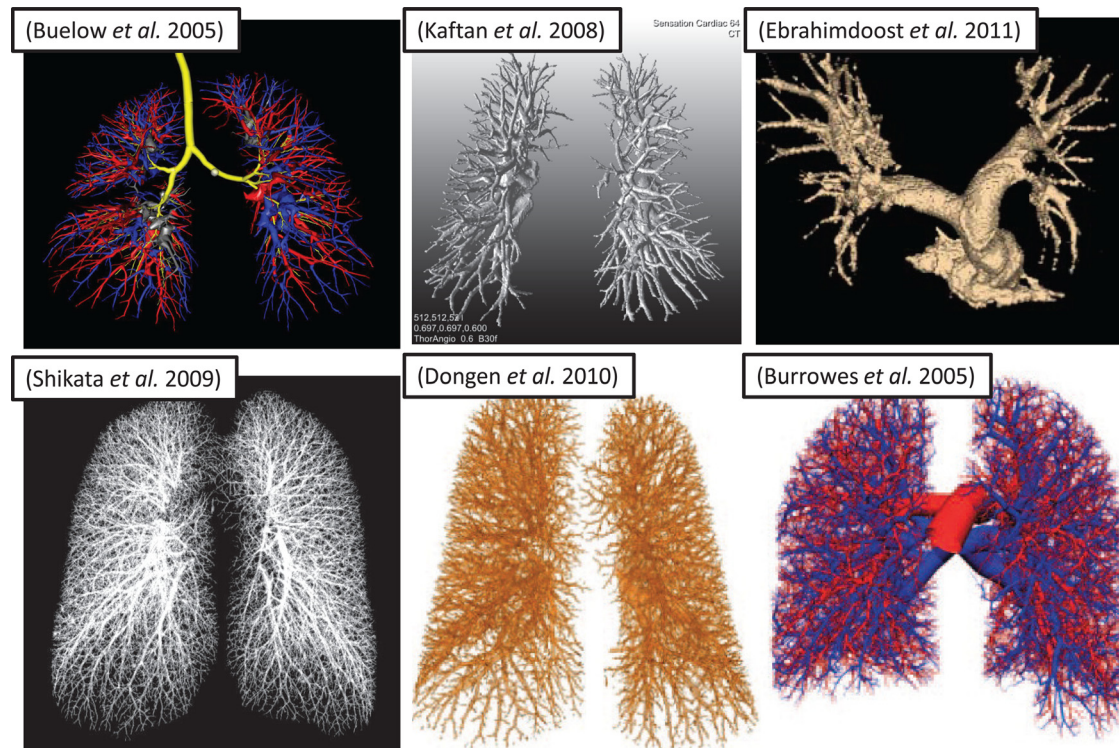 (Buelow et al. 2005)
(Kaftan et al. 2008)
Sensation Cardiac 64
CT
(Ebrahimdoost et al. 2011)
512,512,521
0.697,0.697,0.600
ThorAngio 0.6 B30f
(Shikata et al. 2009)
(Dongen et al. 2010)
(Burrowes et al. 2005)